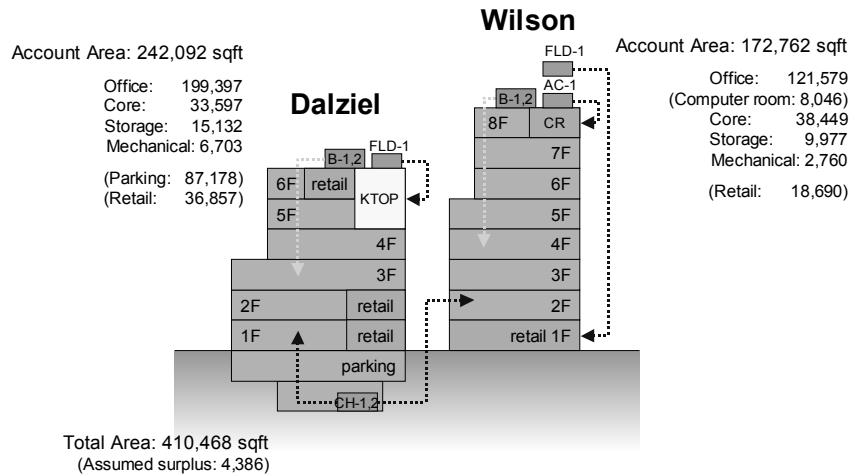 Wilson
Account Area: 242,092 sqft
Office: 199,397
Core: 33,597
Storage: 15,132
Mechanical: 6,703
(Parking: 87,178)
(Retail: 36,857)
Dalziel
B-1,2
FLD-1
6F
retail
KTOP
5F
4F
3F
2F
retail
1F
retail
parking
CH-1,2
Total Area: 410,468 sqft
(Assumed surplus: 4,386)
FLD-1
AC-1
B-1,2
8F
CR
7F
6F
5F
4F
3F
2F
retail 1F
Account Area: 172,762 sqft
Office: 121,579
(Computer room: 8,046)
Core: 38,449
Storage: 9,977
Mechanical: 2,760
(Retail: 18,690)